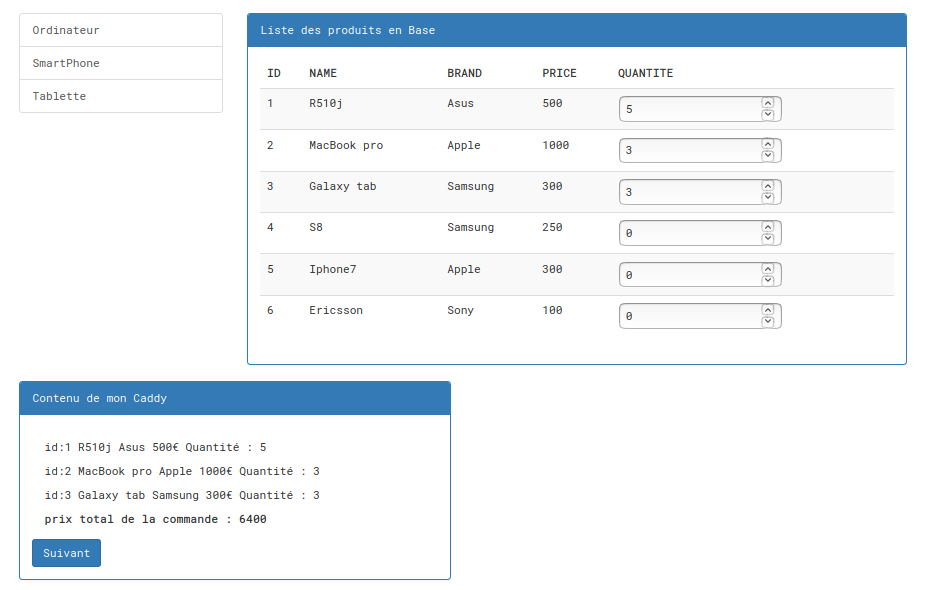 Ordinateur
SmartPhone
Tablette
Liste des produits en Base
ID NAME BRAND PRICE QUANTITE
1 R510j Asus 500 5
2 MacBook pro Apple 1000 3
3 Galaxy tab Samsung 300 3
4 S8 Samsung 250 0
5 Iphone7 Apple 300 0
6 Ericsson Sony 100 0
Contenu de mon Caddy
id:1 R510j Asus 500€ Quantité : 5
id:2 MacBook pro Apple 1000€ Quantité : 3
id:3 Galaxy tab Samsung 300€ Quantité : 3
prix total de la commande : 6400
Suivant